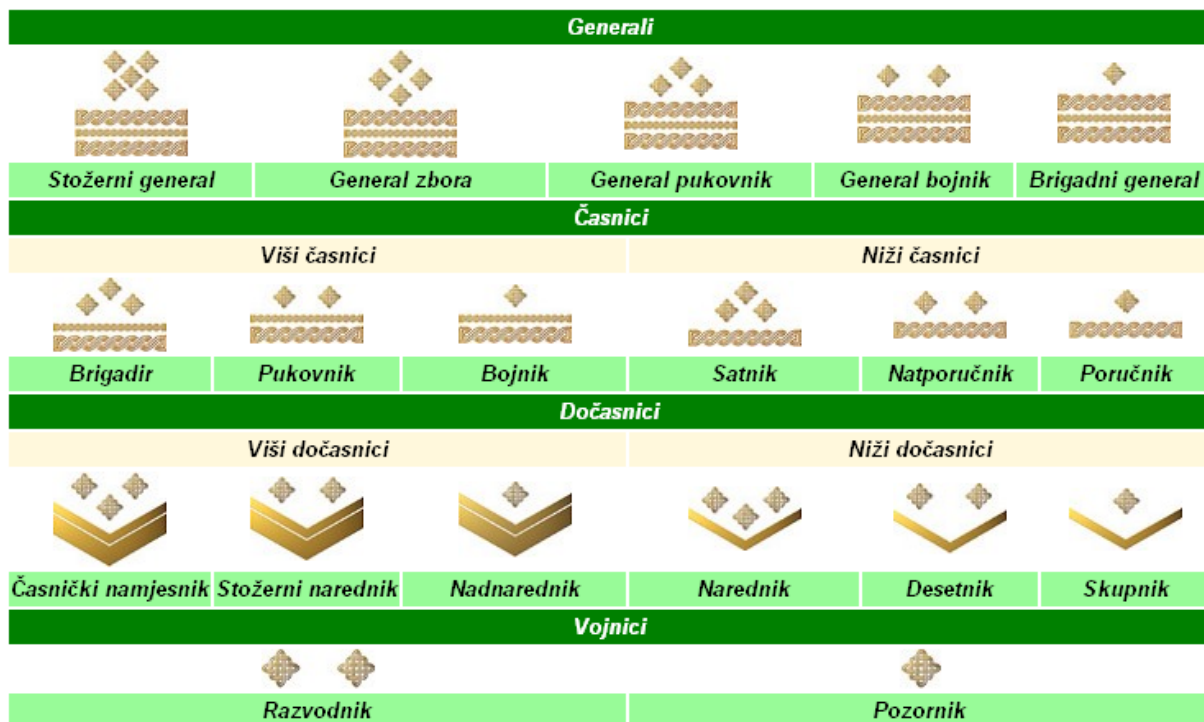 Generali
Stožerni general General zbora General pukovnik General bojnik Brigadni general
Časnici
Viši časnici Niži časnici
Brigadir Pukovnik Bojnik Satnik Natporučnik Poručnik
Dočasnici
Viši dočasnici Niži dočasnici
Časnički namjesnik Stožerni narednik Nadnarednik Narednik Desetnik Skupnik
Vojnici
Razvodnik Pozornik